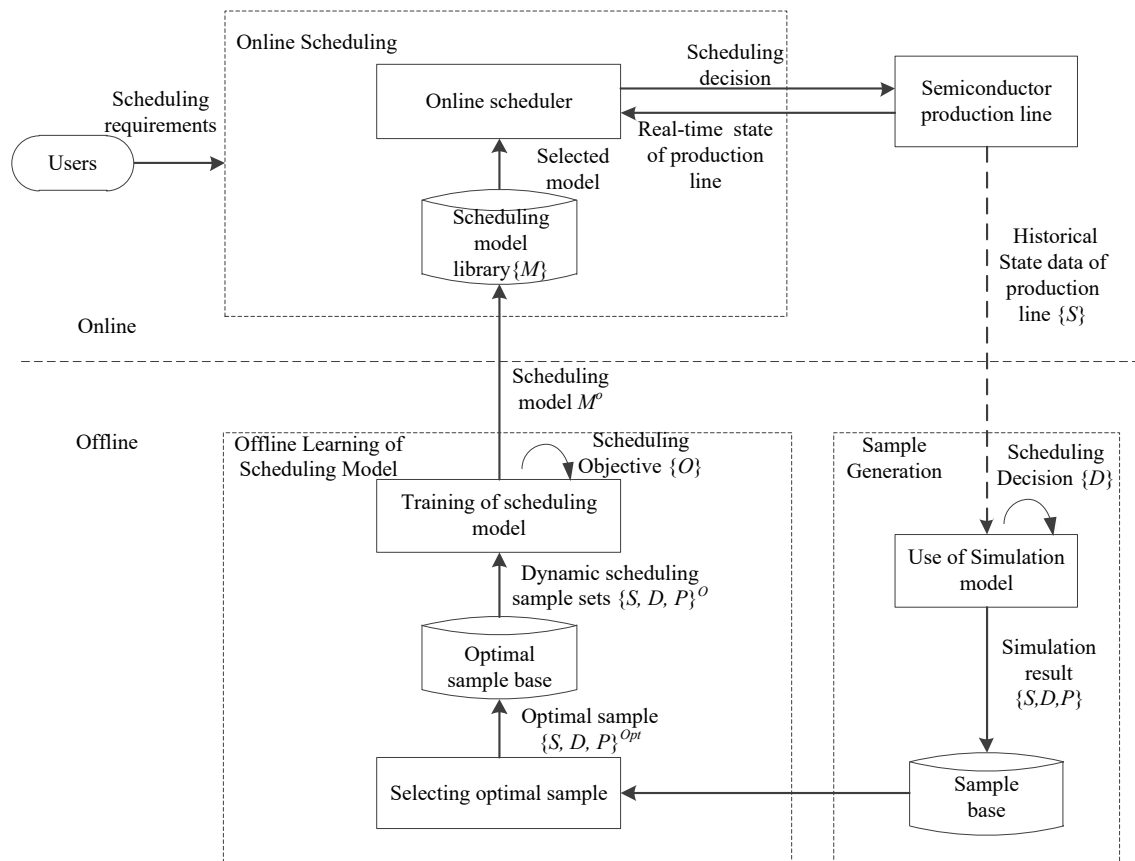 Online Scheduling
Scheduling
decision
Online scheduler
Semiconductor
production line
Scheduling
requirements
Real-time state
of production
line
Users
Selected
model
Scheduling
model
library{M}
Historical
State data of
production
line {S}
Online
Scheduling
model M^o
Offline
Offline Learning of
Scheduling Model
Scheduling
Objective {O}
Sample
Generation
Scheduling
Decision {D}
Training of scheduling
model
Use of Simulation
model
Dynamic scheduling
sample sets {S, D, P}^O
Optimal
sample base
Simulation
result
{S,D,P}
Optimal sample
{S, D, P}^Opt
Selecting optimal sample
Sample
base